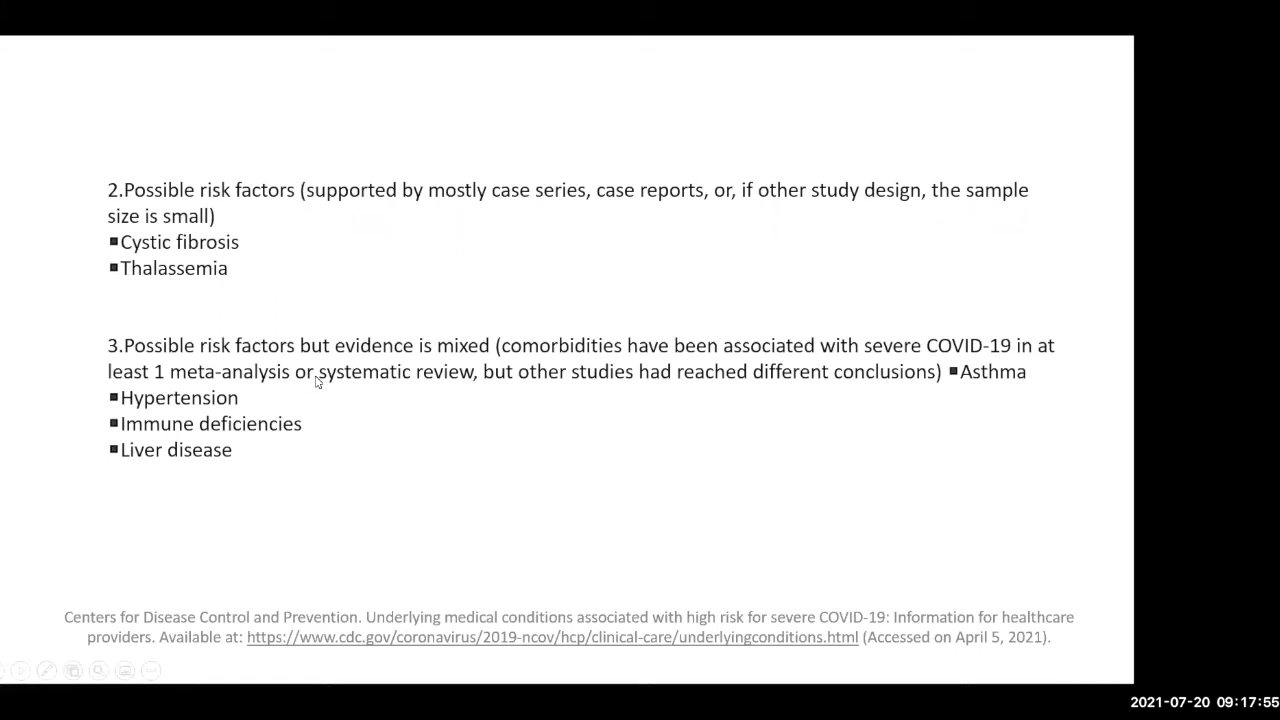 2.Possible risk factors (supported by mostly case series, case reports, or, if other study design, the sample
size is small)
▪Cystic fibrosis
▪Thalassemia
3.Possible risk factors but evidence is mixed (comorbidities have been associated with severe COVID-19 in at
least 1 meta-analysis or systematic review, but other studies had reached different conclusions) ▪Asthma
▪Hypertension
▪Immune deficiencies
▪Liver disease
Centers for Disease Control and Prevention. Underlying medical conditions associated with high risk for severe COVID-19: Information for healthcare
providers. Available at: https://www.cdc.gov/coronavirus/2019-ncov/hcp/clinical-care/underlyingconditions.html (Accessed on April 5, 2021).
2021-07-20 09:17:55